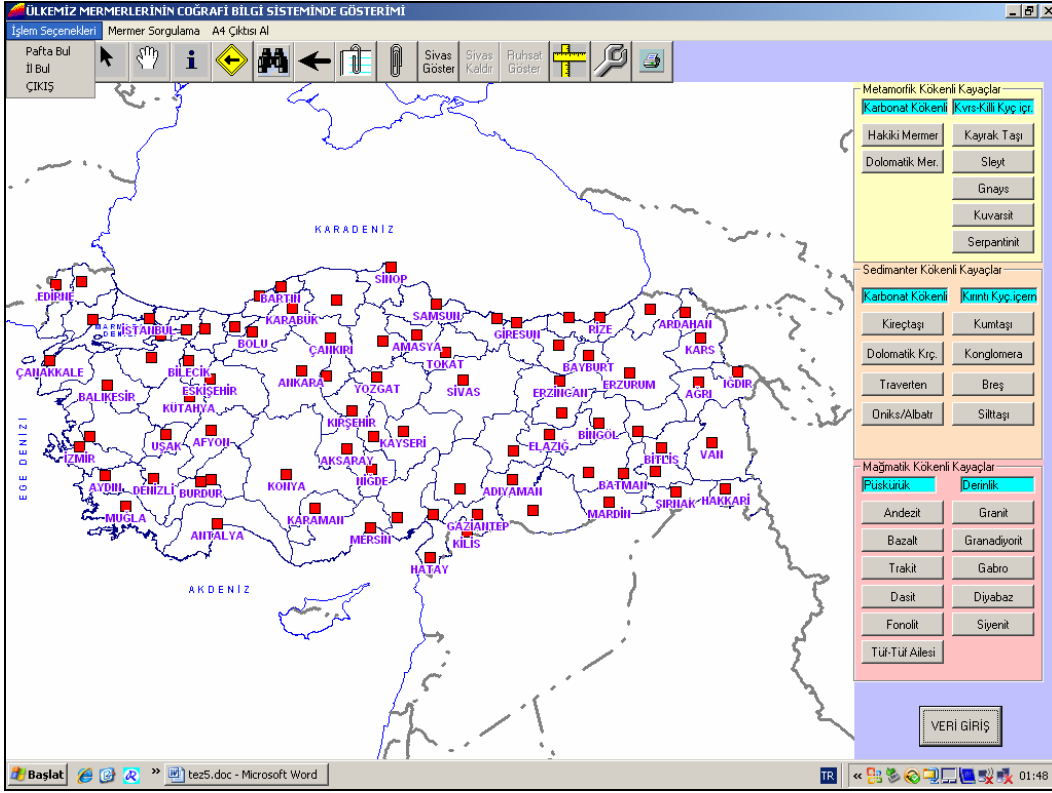 ÜLKEMİZ MERMERLERİNİN COĞRAFİ BİLGİ SİSTEMİNDE GÖSTERİMİ
İşlem Seçenekleri Mermer Sorgulama A4 Çıktısı Al
Pafta Bul
İl Bul
ÇIKIŞ
Sivas Göster
Sivas Kaldır
Ruhsat Göster
KARADENİZ
SİNOP
EDİRNE
BARTIN
KARABÜK
SAMSUN
İSTANBUL
BOLU
GİRESUN
RİZE
ARDAHAN
ÇANKIRI
AMASYA
KARS
TOKAT
BAYBURT
ÇANAKKALE
BİLECİK
ANKARA
YOZGAT
SİVAS
ERZİNCAN
ERZURUM
AĞRI
IĞDIR
ESKİŞEHİR
BALIKESİR
KÜTAHYA
KIRŞEHİR
KAYSERİ
BİNGÖL
ELAZIĞ
UŞAK
AFYON
AKSARAY
BİTLİS
VAN
İZMİR
NİĞDE
AYDIN
DENİZLİ
BURDUR
KONYA
ADIYAMAN
BATMAN
ŞIRNAK
HAKKARİ
MUĞLA
KARAMAN
MARDİN
ANTALYA
MERSİN
GAZİANTEP
KİLİS
HATAY
EGE DENİZİ
AKDENİZ
Metamorfik Kökenli Kayaçlar
Karbonat Kökenli Kvrs-Killi Kyç içr.
Hakiki Mermer Kayrak Taşı
Dolomatik Mer. Sleyt
Gnays
Kuvarsit
Serpantinit
Sedimanter Kökenli Kayaçlar
Karbonat Kökenli Kırıntı Kyç.içern
Kireçtaşı Kumtaşı
Dolomatik Krç. Konglomera
Traverten Breş
Oniks/Albatr Silttaşı
Mağmatik Kökenli Kayaçlar
Püskürük Derinlik
Andezit Granit
Bazalt Granadiyorit
Trakit Gabro
Dasit Diyabaz
Fonolit Siyenit
Tüf-Tüf Ailesi
VERİ GİRİŞ
Başlat » tez5.doc - Microsoft Word TR « 01:48